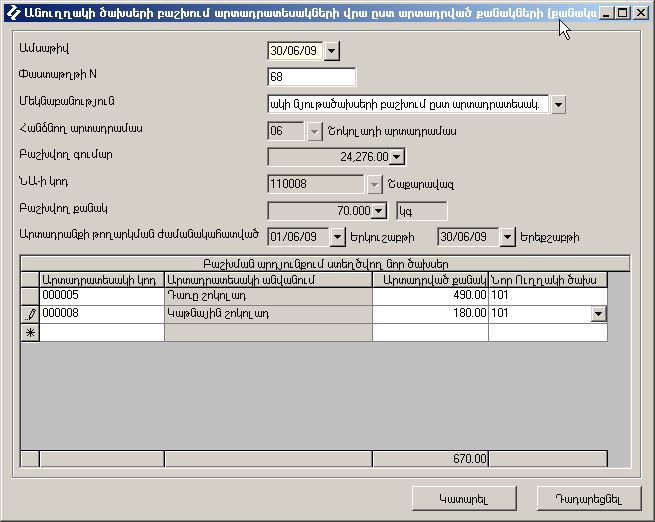 Անուղղակի ծախսերի բաշխում արտադրատեսակների վրա ըստ արտադրված քանակների
Ամսաթիվ 30/06/09
Փաստաթղթի N 68
Մեկնաբանություն ակի նյութածախսերի բաշխում ըստ արտադրատեսակ
Հանձնող արտադրամաս 06 Շոկոլադի արտադրամաս
Բաշխվող գումար 24,276.00
ՆԱ-ի կոդ 110008 Շաքարավազ
Բաշխվող քանակ 70.000 կգ
Արտադրանքի թողարկման ժամանակահատված 01/06/09 Երկուշաբթի 30/06/09 Երեքշաբթի
Բաշխման արդյունքում ստեղծվող նոր ծախսեր
Արտադրատեսակի կոդ Արտադրատեսակի անվանում Արտադրված քանակ Նոր Ուղղակի ծախս
000005 Դառը շոկոլադ 490.00 101
000008 Կաթնային շոկոլադ 180.00 101
670.00
Կատարել Դադարեցնել